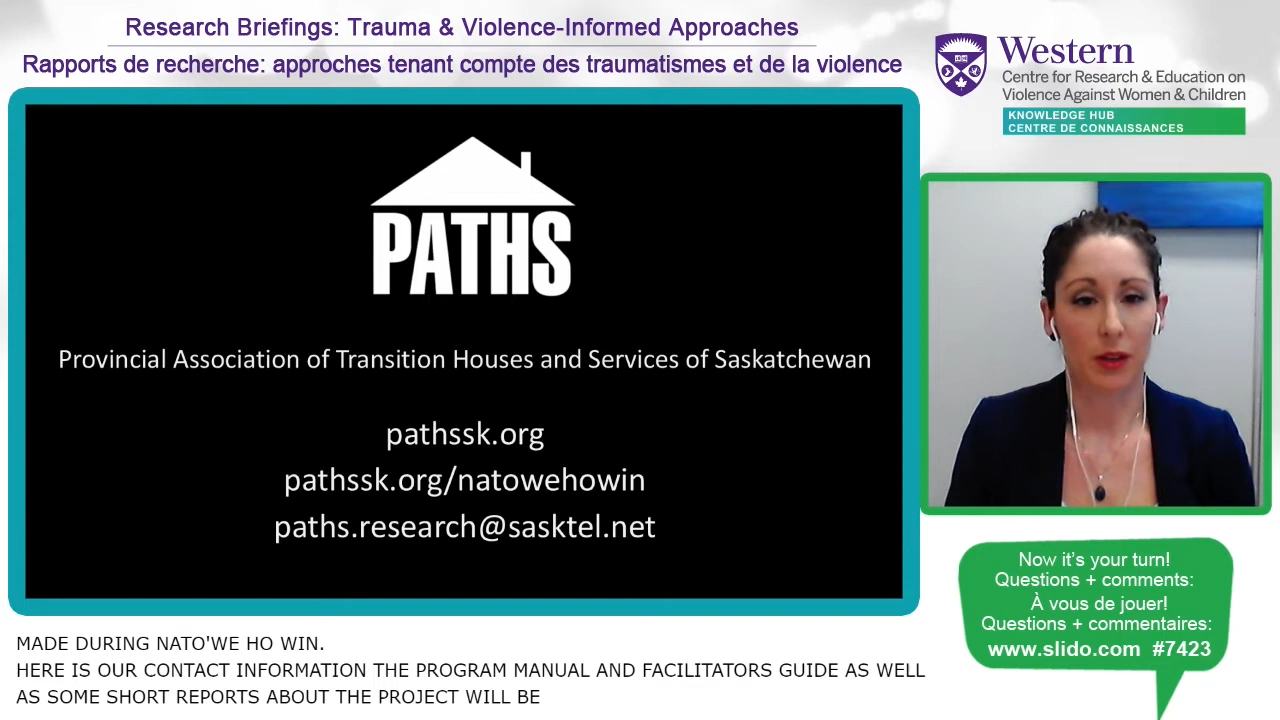 Research Briefings: Trauma & Violence-Informed Approaches
Rapports de recherche: approches tenant compte des traumatismes et de la violence
Western
Centre for Research & Education on
Violence Against Women & Children
KNOWLEDGE HUB
CENTRE DE CONNAISSANCES
PATHS
Provincial Association of Transition Houses and Services of Saskatchewan
pathssk.org
pathssk.org/natowehowin
paths.research@sasktel.net
Now it's your turn!
Questions + comments:
À vous de jouer!
Questions + commentaires:
www.slido.com #7423
MADE DURING NATO'WE HO WIN.
HERE IS OUR CONTACT INFORMATION THE PROGRAM MANUAL AND FACILITATORS GUIDE AS WELL
AS SOME SHORT REPORTS ABOUT THE PROJECT WILL BE